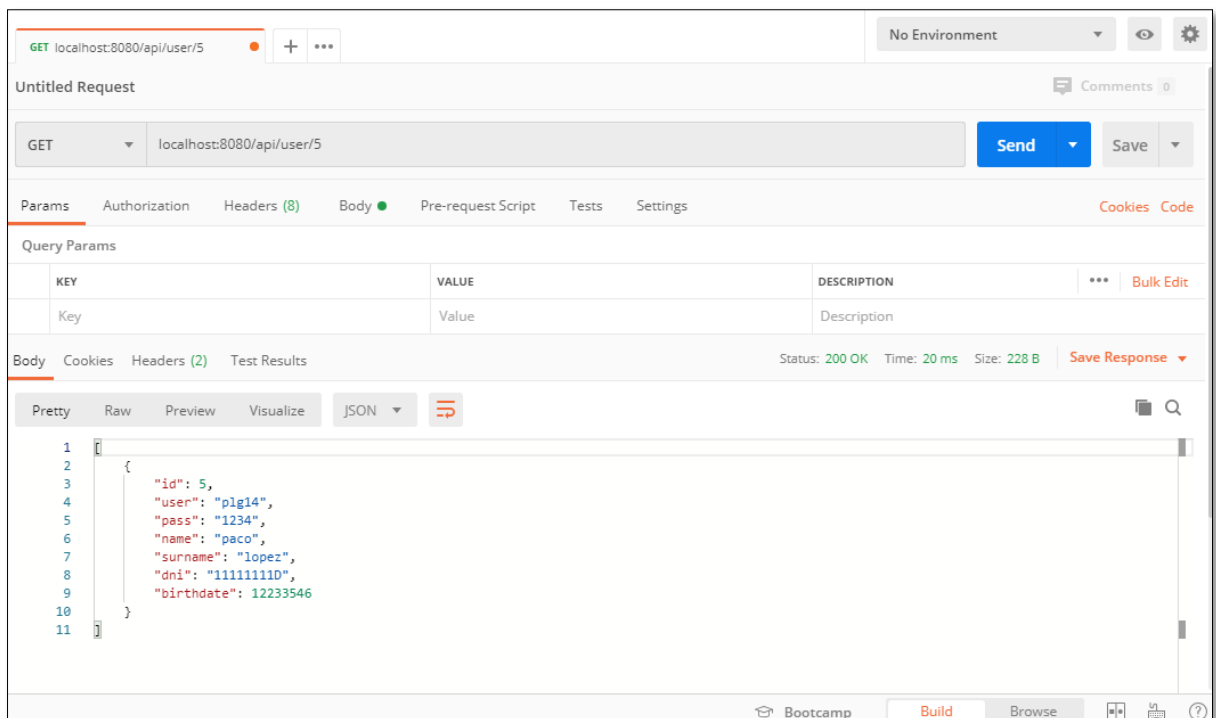 GET localhost:8080/api/user/5
No Environment
Untitled Request
Comments 0
GET localhost:8080/api/user/5 Send Save
Params Authorization Headers (8) Body Pre-request Script Tests Settings Cookies Code
Query Params
KEY VALUE DESCRIPTION Bulk Edit
Key Value Description
Body Cookies Headers (2) Test Results Status: 200 OK Time: 20 ms Size: 228 B Save Response
Pretty Raw Preview Visualize JSON
1 [
2 {
3 "id": 5,
4 "user": "plg14",
5 "pass": "1234",
6 "name": "paco",
7 "surname": "lopez",
8 "dni": "11111111D",
9 "birthdate": 12233546
10 }
11 ]
Bootcamp Build Browse